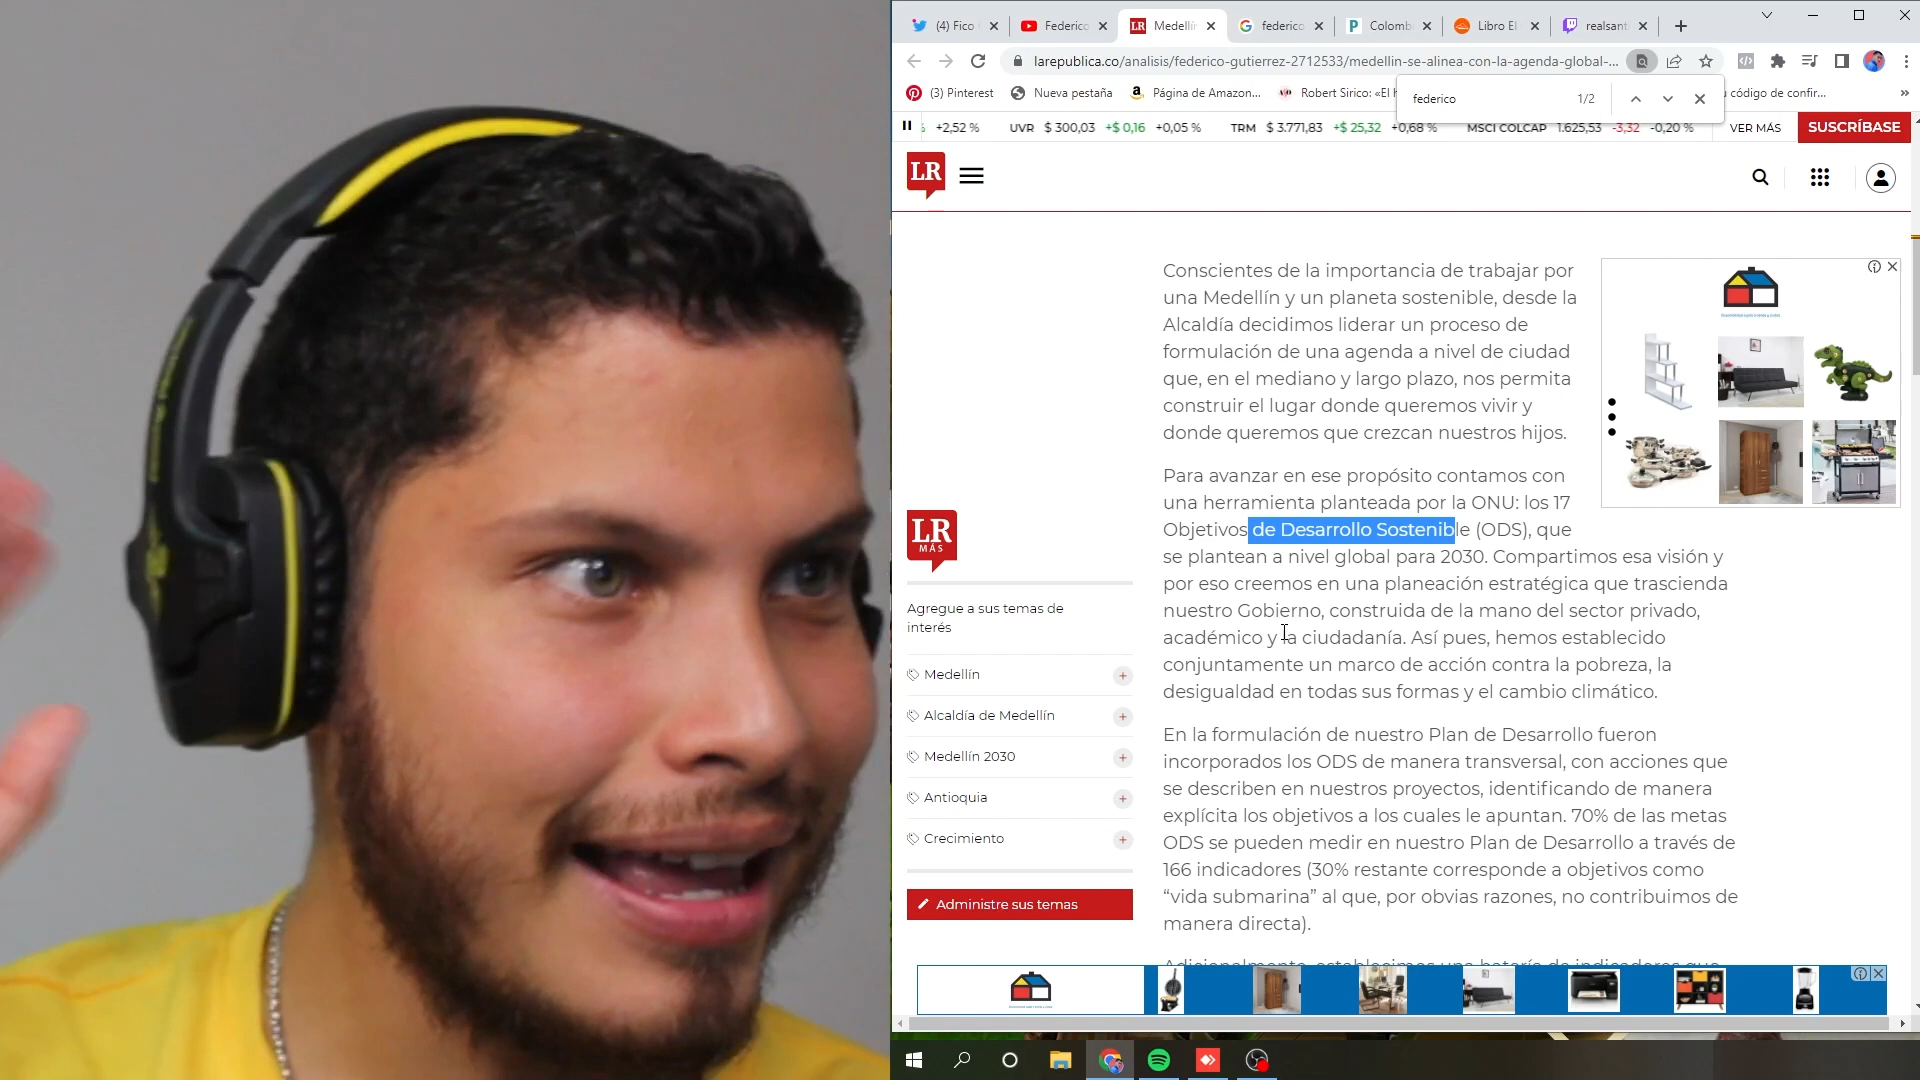 (4) Fico
Federico
Medellín
federico
Colomb
Libro El
realsant
larepublica.co/analisis/federico-gutierrez-2712533/medellin-se-alinea-con-la-agenda-global-...
(3) Pinterest
Nueva pestaña
Página de Amazon...
Robert Sirico: «El
código de confir...
»
federico
1/2
+2,52 %
UVR $ 300,03 +$ 0,16 +0,05 %
TRM $ 3.771,83 +$ 25,32 +0,68 %
MSCI COLCAP 1.625,53 -3,32 -0,20 %
VER MÁS
SUSCRÍBASE
LR
Conscientes de la importancia de trabajar por
una Medellín y un planeta sostenible, desde la
Alcaldía decidimos liderar un proceso de
formulación de una agenda a nivel de ciudad
que, en el mediano y largo plazo, nos permita
construir el lugar donde queremos vivir y
donde queremos que crezcan nuestros hijos.
Para avanzar en ese propósito contamos con
una herramienta planteada por la ONU: los 17
Objetivos de Desarrollo Sostenible (ODS), que
se plantean a nivel global para 2030. Compartimos esa visión y
por eso creemos en una planeación estratégica que trascienda
nuestro Gobierno, construida de la mano del sector privado,
académico y la ciudadanía. Así pues, hemos establecido
conjuntamente un marco de acción contra la pobreza, la
desigualdad en todas sus formas y el cambio climático.
En la formulación de nuestro Plan de Desarrollo fueron
incorporados los ODS de manera transversal, con acciones que
se describen en nuestros proyectos, identificando de manera
explícita los objetivos a los cuales le apuntan. 70% de las metas
ODS se pueden medir en nuestro Plan de Desarrollo a través de
166 indicadores (30% restante corresponde a objetivos como
“vida submarina” al que, por obvias razones, no contribuimos de
manera directa).
Adicionalmente, establecimos una batería de indicadores que
LR
MÁS
Agregue a sus temas de
interés
Medellín
Alcaldía de Medellín
Medellín 2030
Antioquia
Crecimiento
Administre sus temas